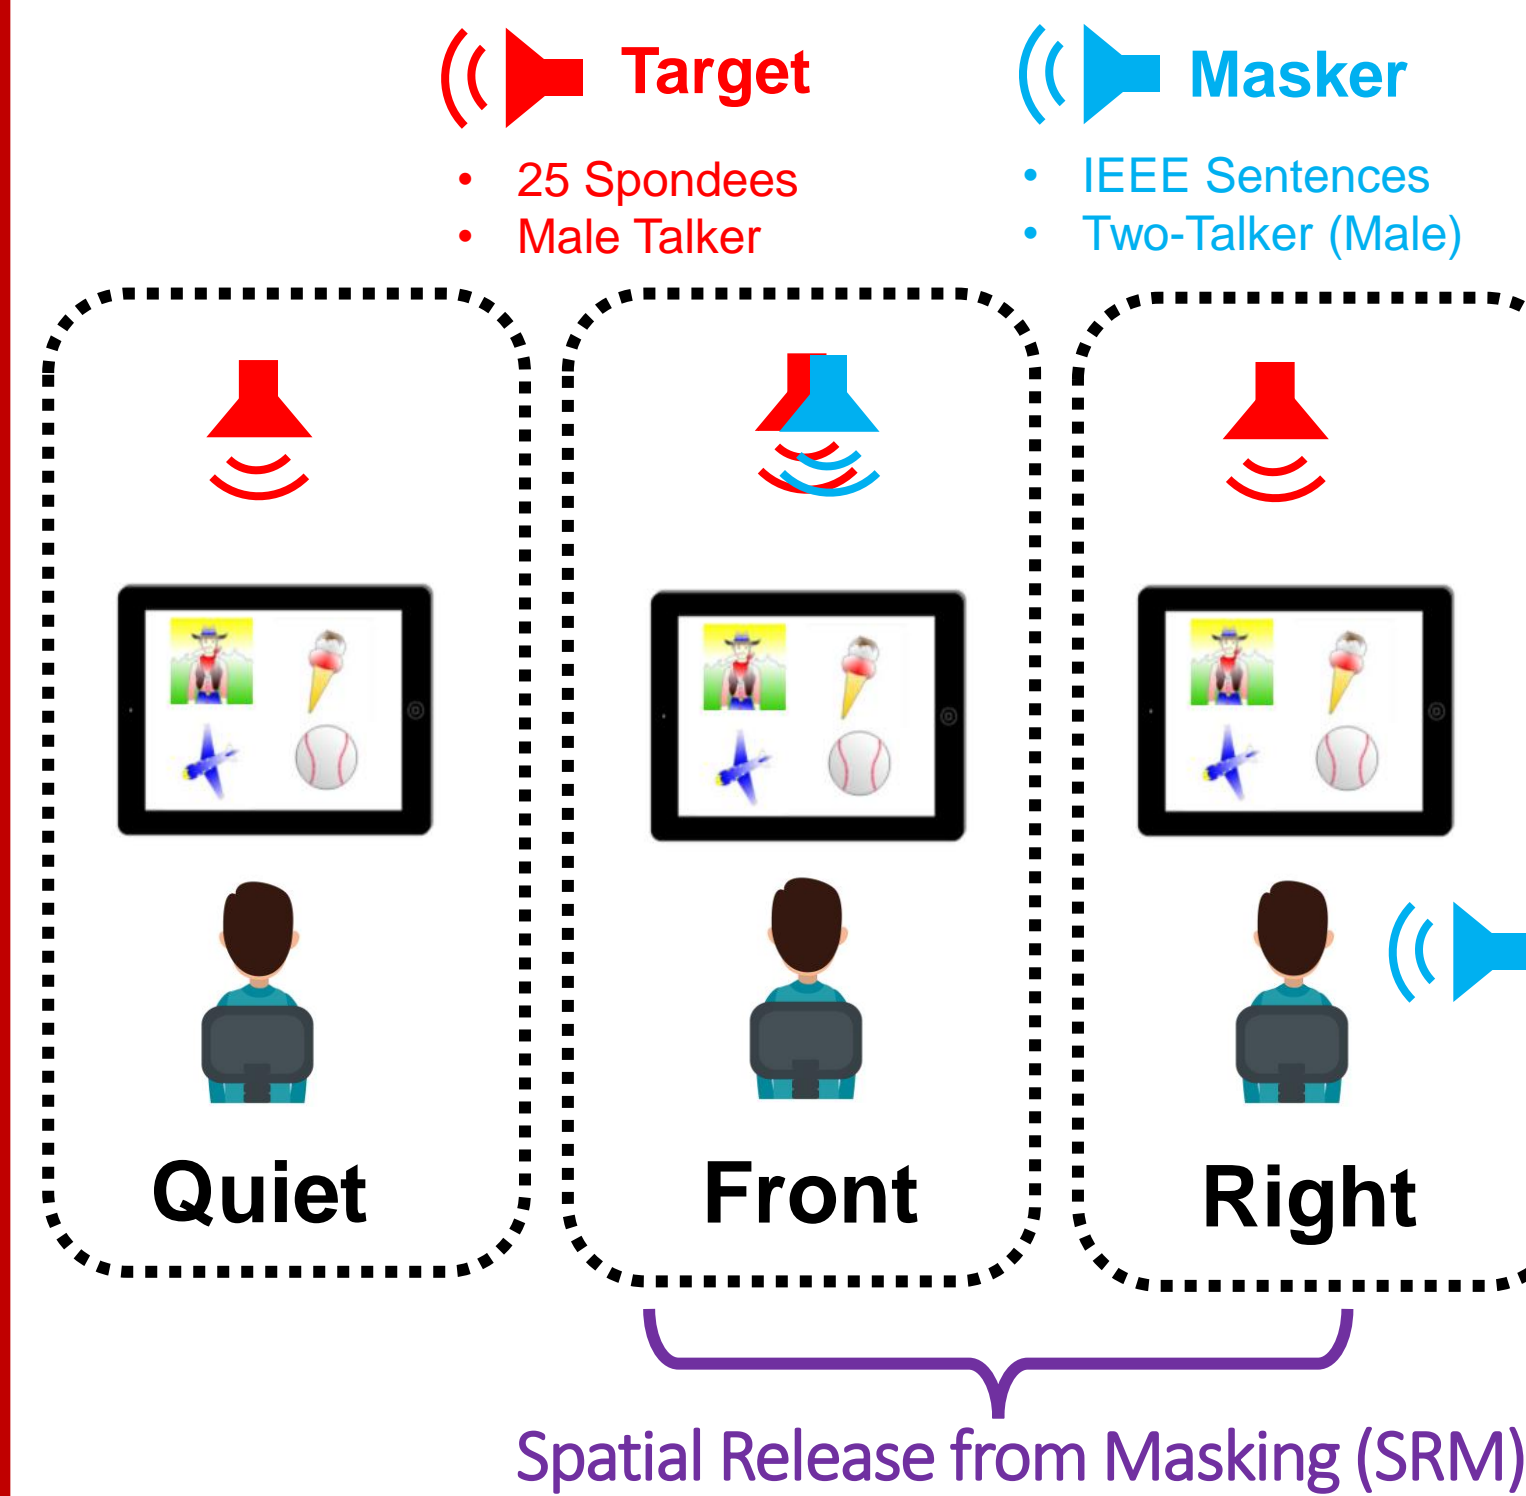 Target
Masker
• 25 Spondees
• Male Talker
• IEEE Sentences
• Two-Talker (Male)
Quiet
Front
Right
Spatial Release from Masking (SRM)